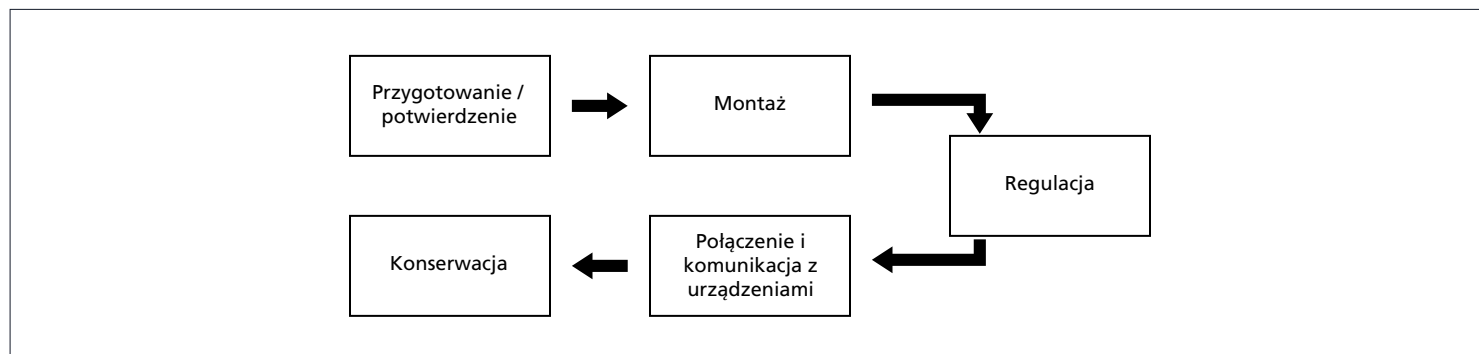 Przygotowanie /
potwierdzenie
Montaż
Regulacja
Połączenie i
komunikacja z
urządzeniami
Konserwacja